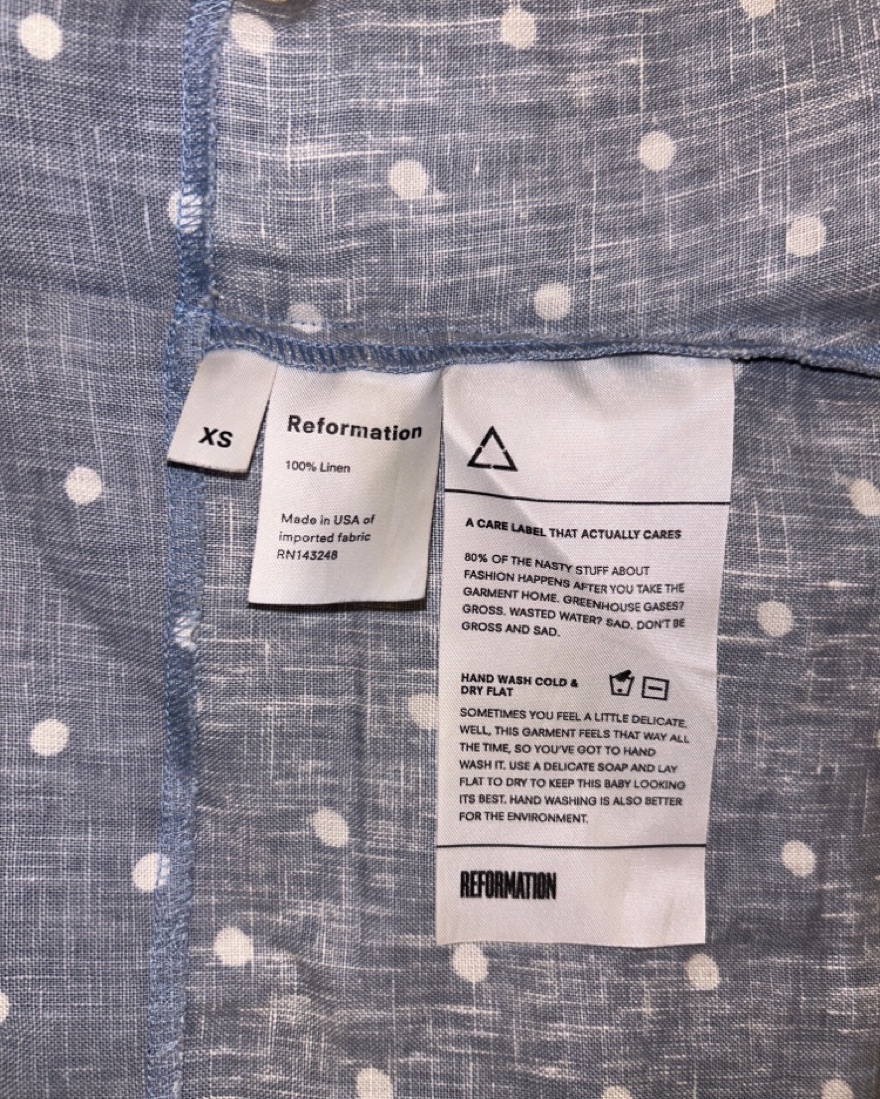 XS
Reformation
100% Linen
Made in USA of
imported fabric
RN143248
A CARE LABEL THAT ACTUALLY CARES
80% OF THE NASTY STUFF ABOUT
FASHION HAPPENS AFTER YOU TAKE THE
GARMENT HOME. GREENHOUSE GASES?
GROSS. WASTED WATER? SAD. DON'T BE
GROSS AND SAD.
HAND WASH COLD &
DRY FLAT
SOMETIMES YOU FEEL A LITTLE DELICATE.
WELL, THIS GARMENT FEELS THAT WAY ALL
THE TIME, SO YOU'VE GOT TO HAND
WASH IT. USE A DELICATE SOAP AND LAY
FLAT TO DRY TO KEEP THIS BABY LOOKING
ITS BEST. HAND WASHING IS ALSO BETTER
FOR THE ENVIRONMENT.
REFORMATION